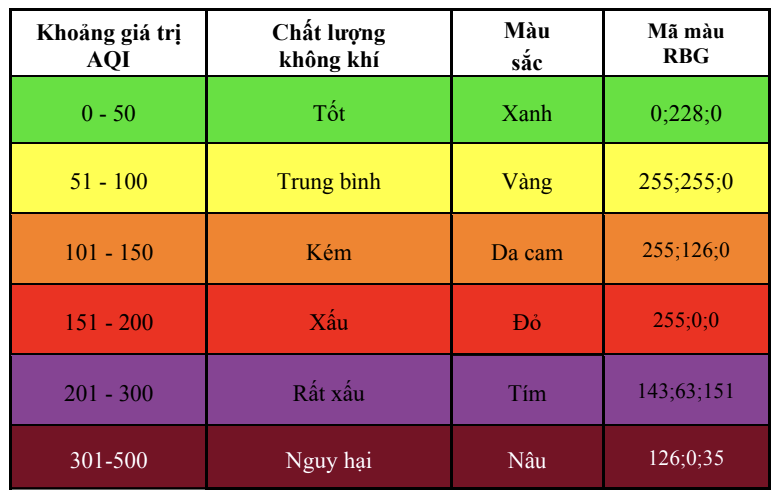 Khoảng giá trị
AQI
Chất lượng
không khí
Màu
sắc
Mã màu
RBG
0 - 50
Tốt
Xanh
0;228;0
51 - 100
Trung bình
Vàng
255;255;0
101 - 150
Kém
Da cam
255;126;0
151 - 200
Xấu
Đỏ
255;0;0
201 - 300
Rất xấu
Tím
143;63;151
301-500
Nguy hại
Nâu
126;0;35